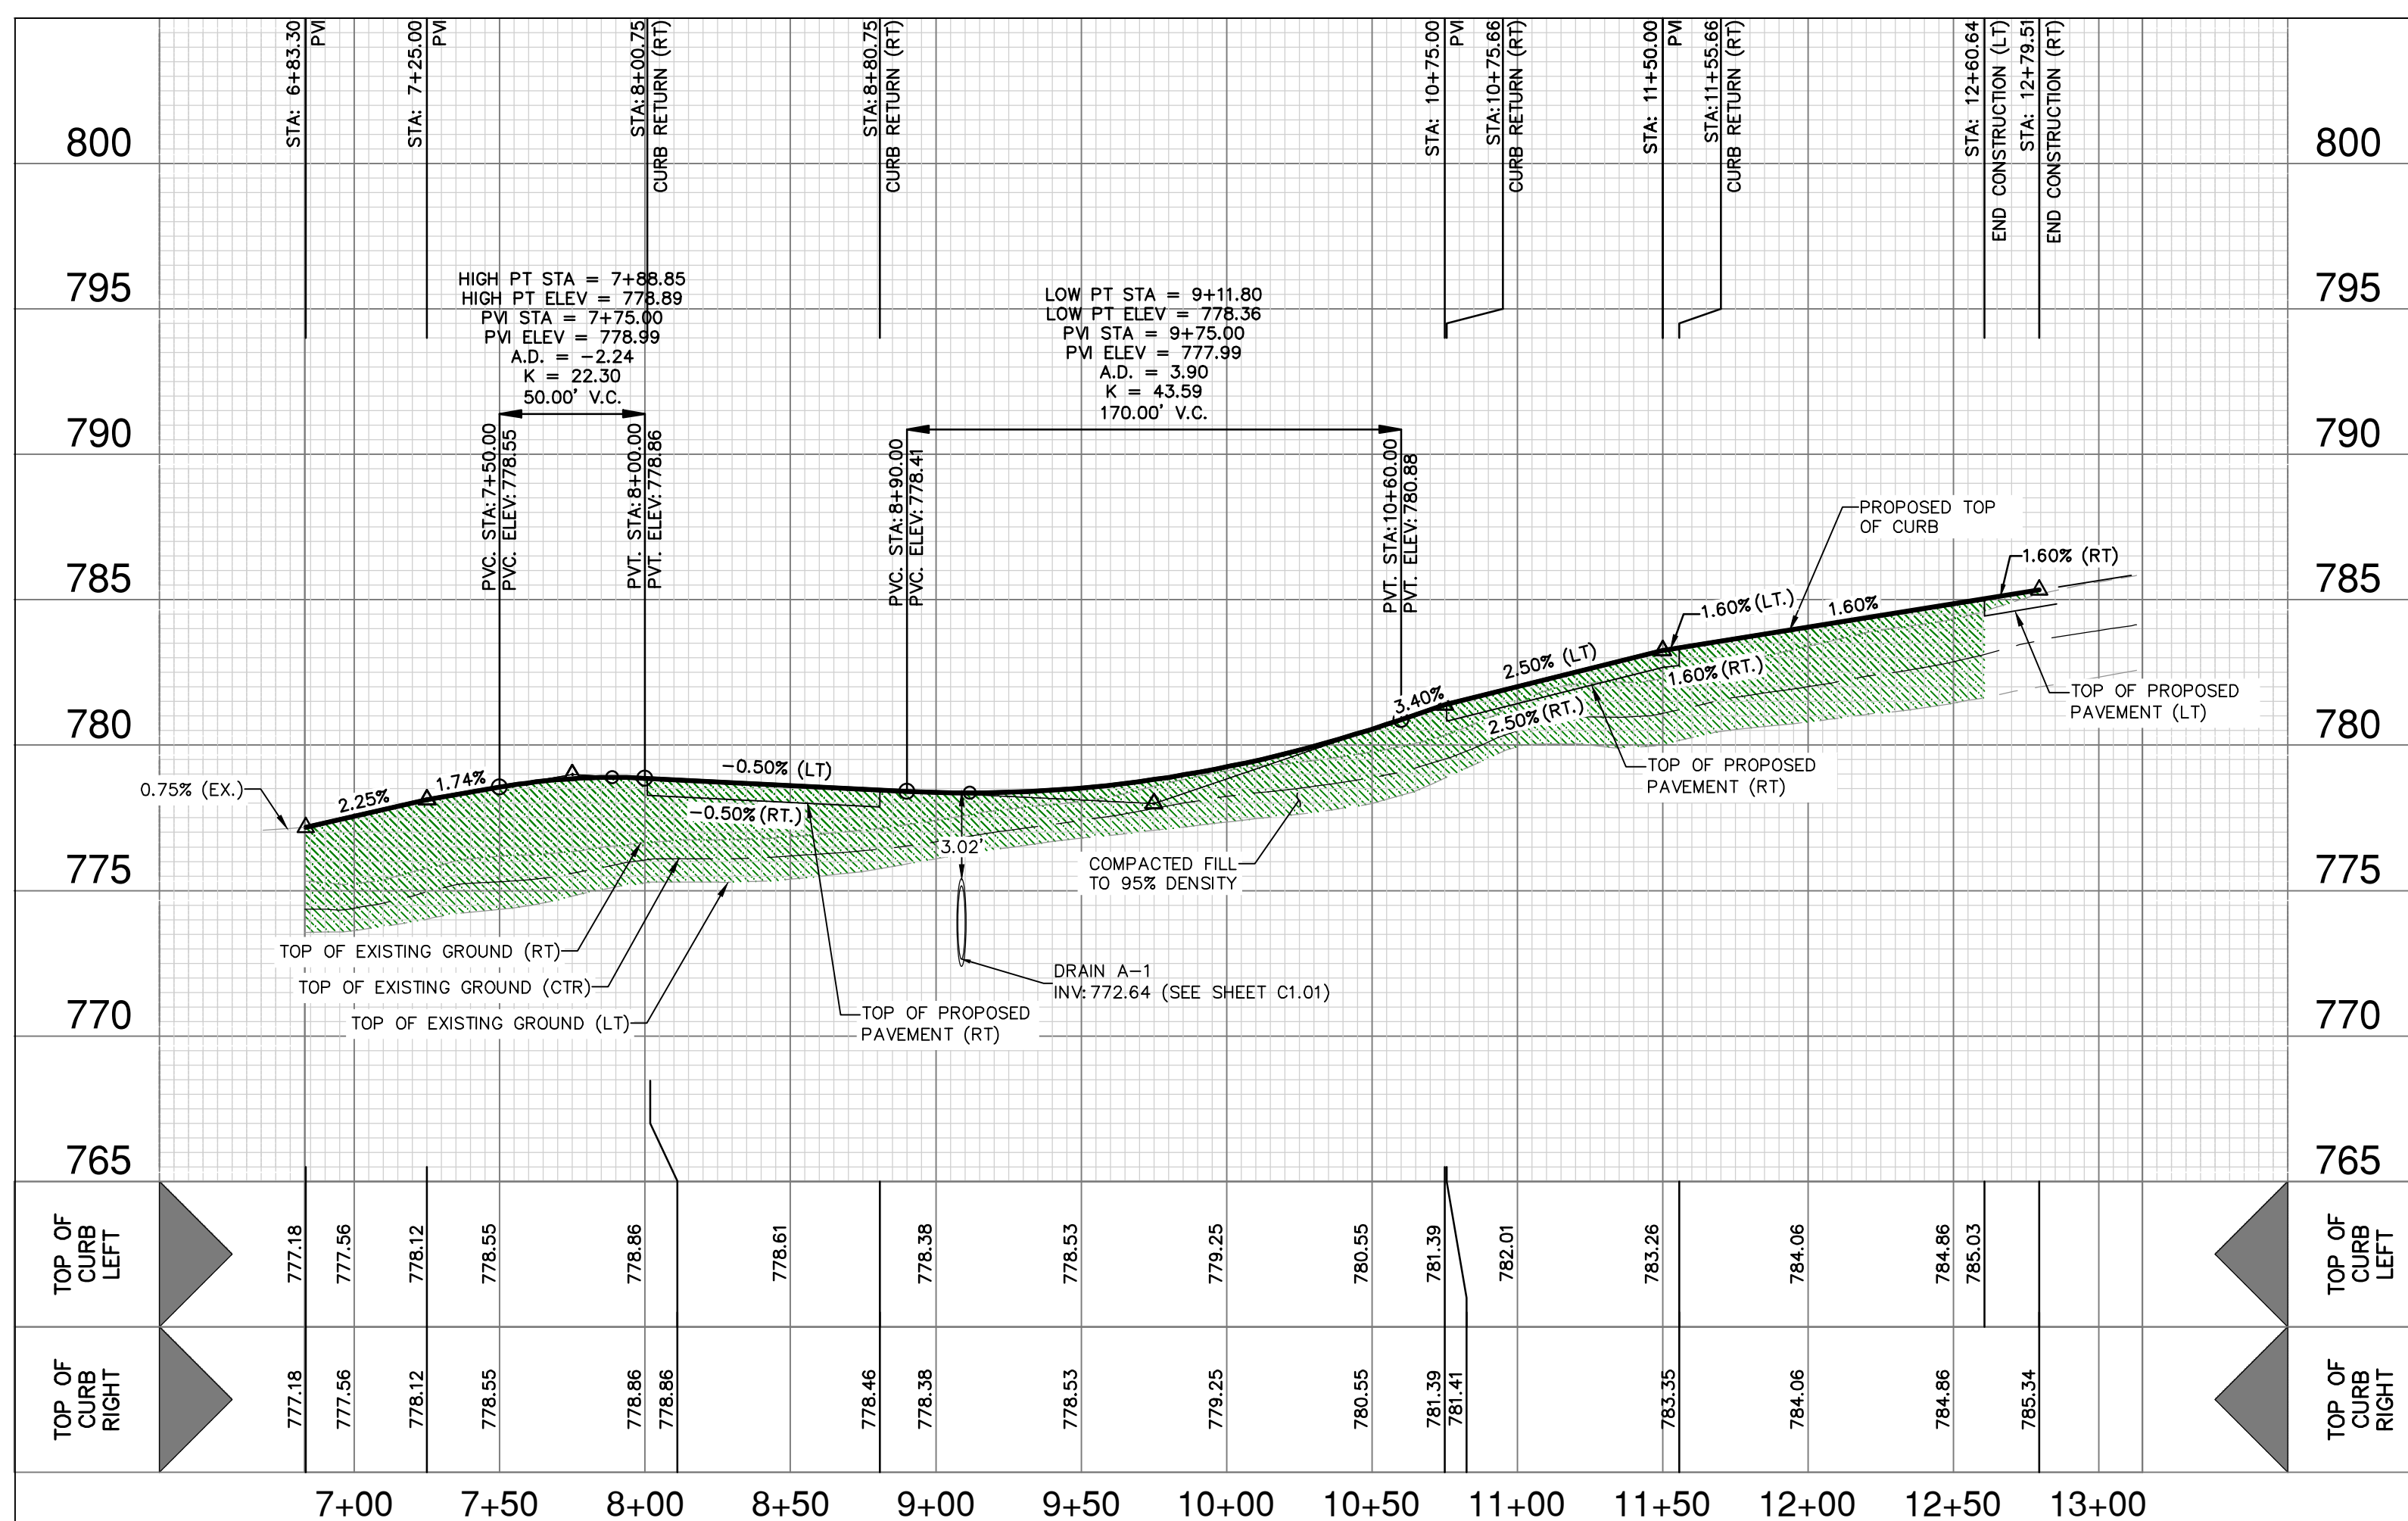 STA: 6+83.30
PVI
STA: 7+25.00
PVI
STA:8+00.75
CURB RETURN (RT)
STA:8+80.75
CURB RETURN (RT)
STA: 10+75.00
PVI
STA:10+75.66
CURB RETURN (RT)
STA: 11+50.00
PVI
STA:11+55.66
CURB RETURN (RT)
STA: 12+60.64
END CONSTRUCTION (LT)
STA: 12+79.51
END CONSTRUCTION (RT)
800
800
795
795
790
790
785
785
780
780
775
775
770
770
765
765
HIGH PT STA = 7+88.85
HIGH PT ELEV = 778.89
PVI STA = 7+75.00
PVI ELEV = 778.99
A.D. = -2.24
K = 22.30
50.00' V.C.
LOW PT STA = 9+11.80
LOW PT ELEV = 778.36
PVI STA = 9+75.00
PVI ELEV = 777.99
A.D. = 3.90
K = 43.59
170.00' V.C.
PVC. STA:7+50.00
PVC. ELEV:778.55
PVT. STA:8+00.00
PVT. ELEV:778.86
PVC. STA:8+90.00
PVC. ELEV:778.41
PVT. STA:10+60.00
PVT. ELEV:780.88
PROPOSED TOP
OF CURB
1.60% (RT)
1.60% (LT.)
1.60%
2.50% (LT)
1.60% (RT.)
3.40%
2.50% (RT.)
TOP OF PROPOSED
PAVEMENT (LT)
TOP OF PROPOSED
PAVEMENT (RT)
0.75% (EX.)
2.25%
1.74%
-0.50% (LT)
-0.50% (RT.)
3.02'
COMPACTED FILL
TO 95% DENSITY
TOP OF EXISTING GROUND (RT)
TOP OF EXISTING GROUND (CTR)
TOP OF EXISTING GROUND (LT)
DRAIN A-1
INV:772.64 (SEE SHEET C1.01)
TOP OF PROPOSED
PAVEMENT (RT)
TOP OF
CURB
LEFT
777.18
777.56
778.12
778.55
778.86
778.61
778.38
778.53
779.25
780.55
781.39
782.01
783.26
784.06
784.86
785.03
TOP OF
CURB
LEFT
TOP OF
CURB
RIGHT
777.18
777.56
778.12
778.55
778.86
778.86
778.46
778.38
778.53
779.25
780.55
781.39
781.41
783.35
784.06
784.86
785.34
TOP OF
CURB
RIGHT
7+00
7+50
8+00
8+50
9+00
9+50
10+00
10+50
11+00
11+50
12+00
12+50
13+00